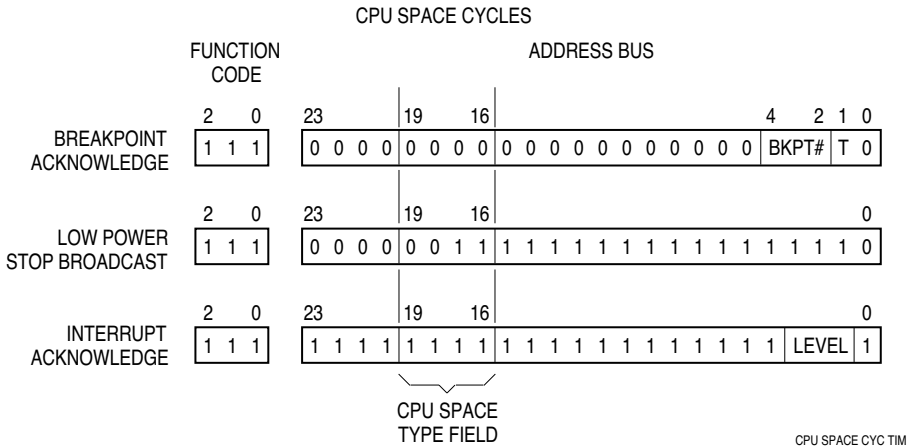 CPU SPACE CYCLES
FUNCTION
CODE
ADDRESS BUS
2 0 23 19 16 4 2 1 0
BREAKPOINT
ACKNOWLEDGE
1 1 1 0 0 0 0 0 0 0 0 0 0 0 0 0 0 0 0 0 0 0 BKPT# T 0
2 0 23 19 16 0
LOW POWER
STOP BROADCAST
1 1 1 0 0 0 0 0 0 1 1 1 1 1 1 1 1 1 1 1 1 1 1 1 1 1 0
2 0 23 19 16 0
INTERRUPT
ACKNOWLEDGE
1 1 1 1 1 1 1 1 1 1 1 1 1 1 1 1 1 1 1 1 1 1 1 LEVEL 1
CPU SPACE
TYPE FIELD
CPU SPACE CYC TIM